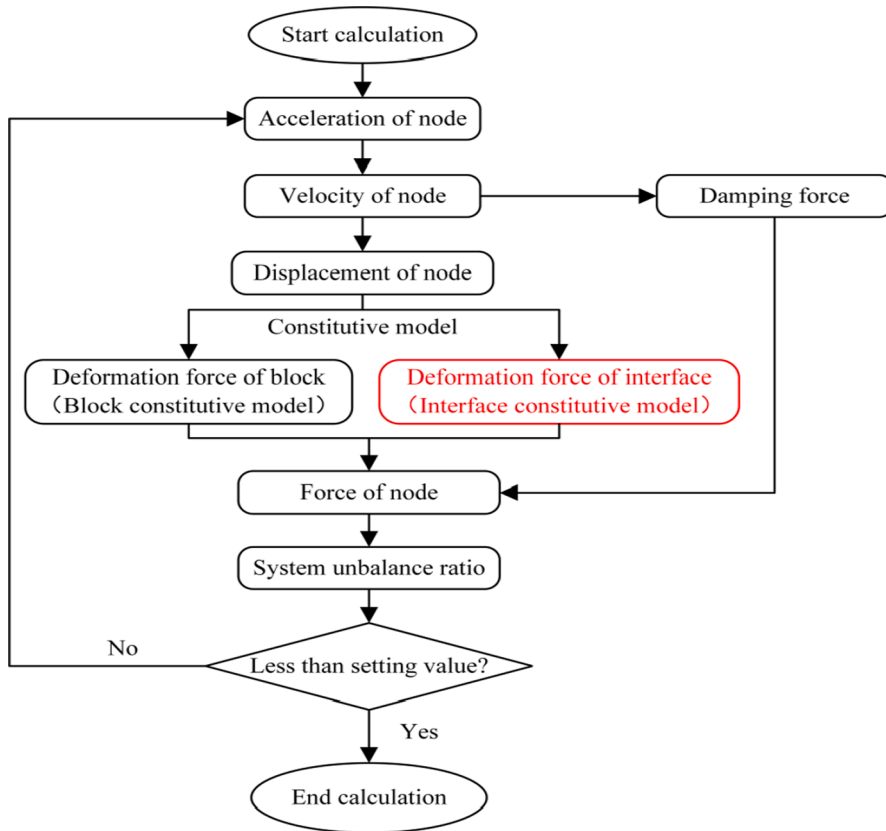 Start calculation
Acceleration of node
Velocity of node
Damping force
Displacement of node
Constitutive model
Deformation force of block
（Block constitutive model）
Deformation force of interface
（Interface constitutive model）
Force of node
System unbalance ratio
No
Less than setting value?
Yes
End calculation